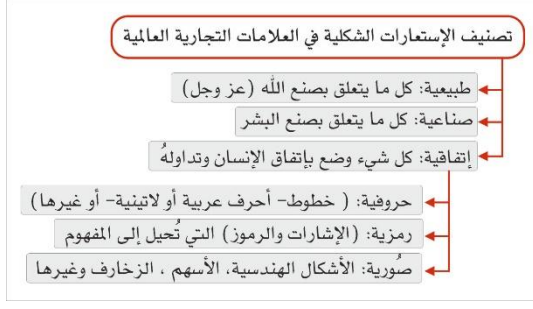 تصنيف الإستعارات الشكلية في العلامات التجارية العالمية
طبيعية: كل ما يتعلق بصنع الله (عز وجل)
صناعية: كل ما يتعلق بصنع البشر
إتفاقية: كل شيء وضع بإتفاق الإنسان وتداولهُ
حروفية: ( خطوط- أحرف عربية أو لاتينية- أو غيرها)
رمزية: (الإشارات والرموز) التي تُحيل إلى المفهوم
صُورية: الأشكال الهندسية، الأسهم ، الزخارف وغيرها